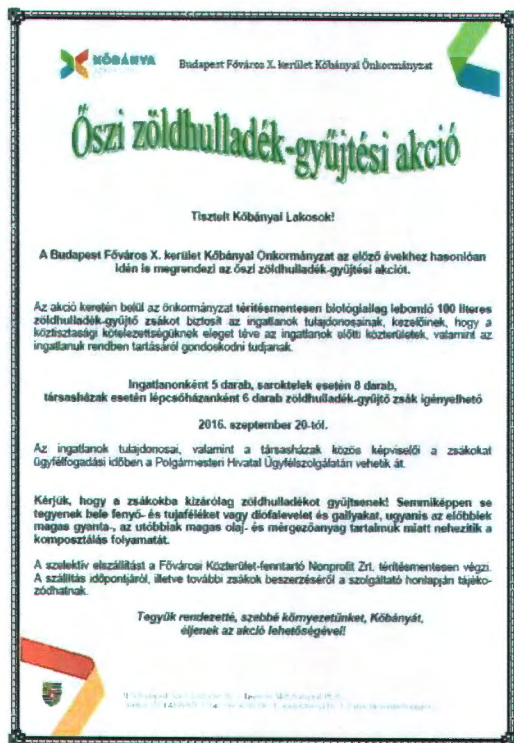 KŐBÁNYA
Budapest Főváros X. kerület Kőbányai Önkormányzat
Őszi zöldhulladék-gyűjtési akció
Tisztelt Kőbányai Lakosok!
A Budapest Főváros X. kerület Kőbányai Önkormányzat az előző évekhez hasonlóan
idén is megrendezi az őszi zöldhulladék-gyűjtési akciót.
Az akció keretén belül az önkormányzat térítésmentesen biológiailag lebomló 100 literes
zöldhulladék-gyűjtő zsákot biztosít az ingatlanok tulajdonosainak, kezelőinek, hogy a
köztisztasági kötelezettségüknek eleget téve az ingatlanok előtti közterületek, valamint az
ingatlanuk rendben tartásáról gondoskodni tudjanak.
Ingatlanonként 5 darab, saroktelek esetén 8 darab,
társasházak esetén lépcsőházanként 6 darab zöldhulladék-gyűjtő zsák igényelhető
2016. szeptember 20-tól.
Az ingatlanok tulajdonosai, valamint a társasházak közös képviselői a zsákokat
ügyfélfogadási időben a Polgármesteri Hivatal Ügyfélszolgálatán vehetik át.
Kérjük, hogy a zsákokba kizárólag zöldhulladékot gyűjtsenek! Semmiképpen se
tegyenek bele fenyő- és tujaféléket vagy diófalevelet és gallyakat, ugyanis az előbbiek
magas gyanta-, az utóbbiak magas olaj- és mérgezőanyag tartalmuk miatt nehezítik a
komposztálás folyamatát.
A szelektív elszállítást a Fővárosi Közterület-fenntartó Nonprofit Zrt. térítésmentesen végzi.
A szállítás időpontjáról, illetve további zsákok beszerzéséről a szolgáltató honlapján tájéko-
zódhatnak.
Tegyük rendezetté, szebbé környezetünket, Kőbányát,
éljenek az akció lehetőségével!